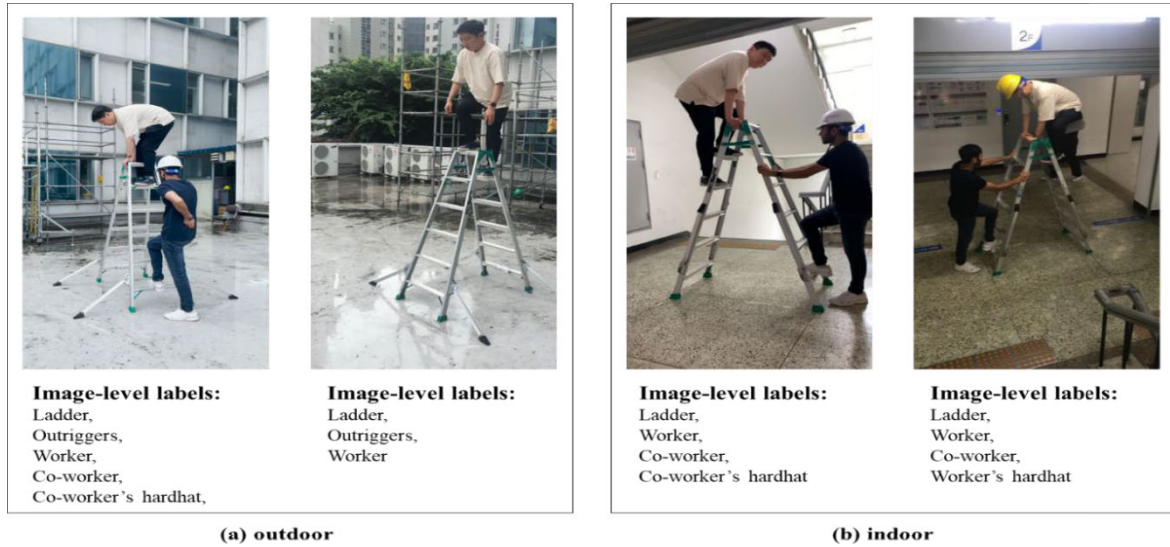 2F
Image-level labels:
Ladder,
Outriggers,
Worker,
Co-worker,
Co-worker's hardhat,
Image-level labels:
Ladder,
Outriggers,
Worker
Image-level labels:
Ladder,
Worker,
Co-worker,
Co-worker's hardhat
Image-level labels:
Ladder,
Worker,
Co-worker,
Worker's hardhat
(a) outdoor
(b) indoor